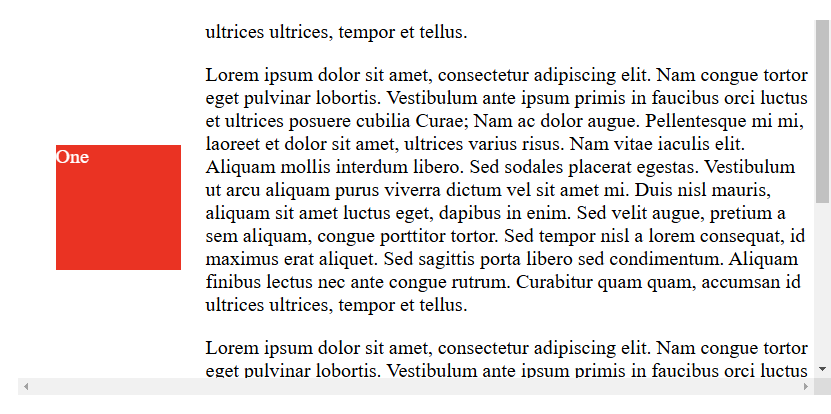 ultrices ultrices, tempor et tellus.
Lorem ipsum dolor sit amet, consectetur adipiscing elit. Nam congue tortor
eget pulvinar lobortis. Vestibulum ante ipsum primis in faucibus orci luctus
et ultrices posuere cubilia Curae; Nam ac dolor augue. Pellentesque mi mi,
laoreet et dolor sit amet, ultrices varius risus. Nam vitae iaculis elit.
One
Aliquam mollis interdum libero. Sed sodales placerat egestas. Vestibulum
ut arcu aliquam purus viverra dictum vel sit amet mi. Duis nisl mauris,
aliquam sit amet luctus eget, dapibus in enim. Sed velit augue, pretium a
sem aliquam, congue porttitor tortor. Sed tempor nisl a lorem consequat, id
maximus erat aliquet. Sed sagittis porta libero sed condimentum. Aliquam
finibus lectus nec ante congue rutrum. Curabitur quam quam, accumsan id
ultrices ultrices, tempor et tellus.
Lorem ipsum dolor sit amet, consectetur adipiscing elit. Nam congue tortor
eget pulvinar lobortis. Vestibulum ante ipsum primis in faucibus orci luctus